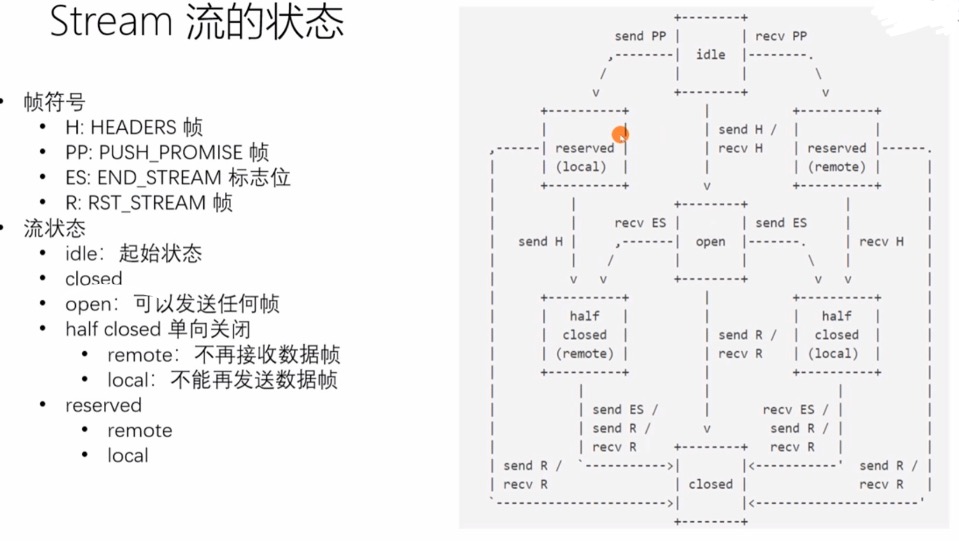 Stream 流的状态
• 帧符号
• H: HEADERS 帧
• PP: PUSH_PROMISE 帧
• ES: END_STREAM 标志位
• R: RST_STREAM 帧
• 流状态
• idle：起始状态
• closed
• open：可以发送任何帧
• half closed 单向关闭
• remote：不再接收数据帧
• local：不能再发送数据帧
• reserved
• remote
• local
send PP
recv PP
idle
reserved
(local)
send H /
recv H
reserved
(remote)
recv ES
send ES
send H
open
recv H
half
closed
(remote)
send R /
recv R
half
closed
(local)
send ES /
send R /
recv R
recv ES /
send R /
recv R
send R /
recv R
closed
send R /
recv R